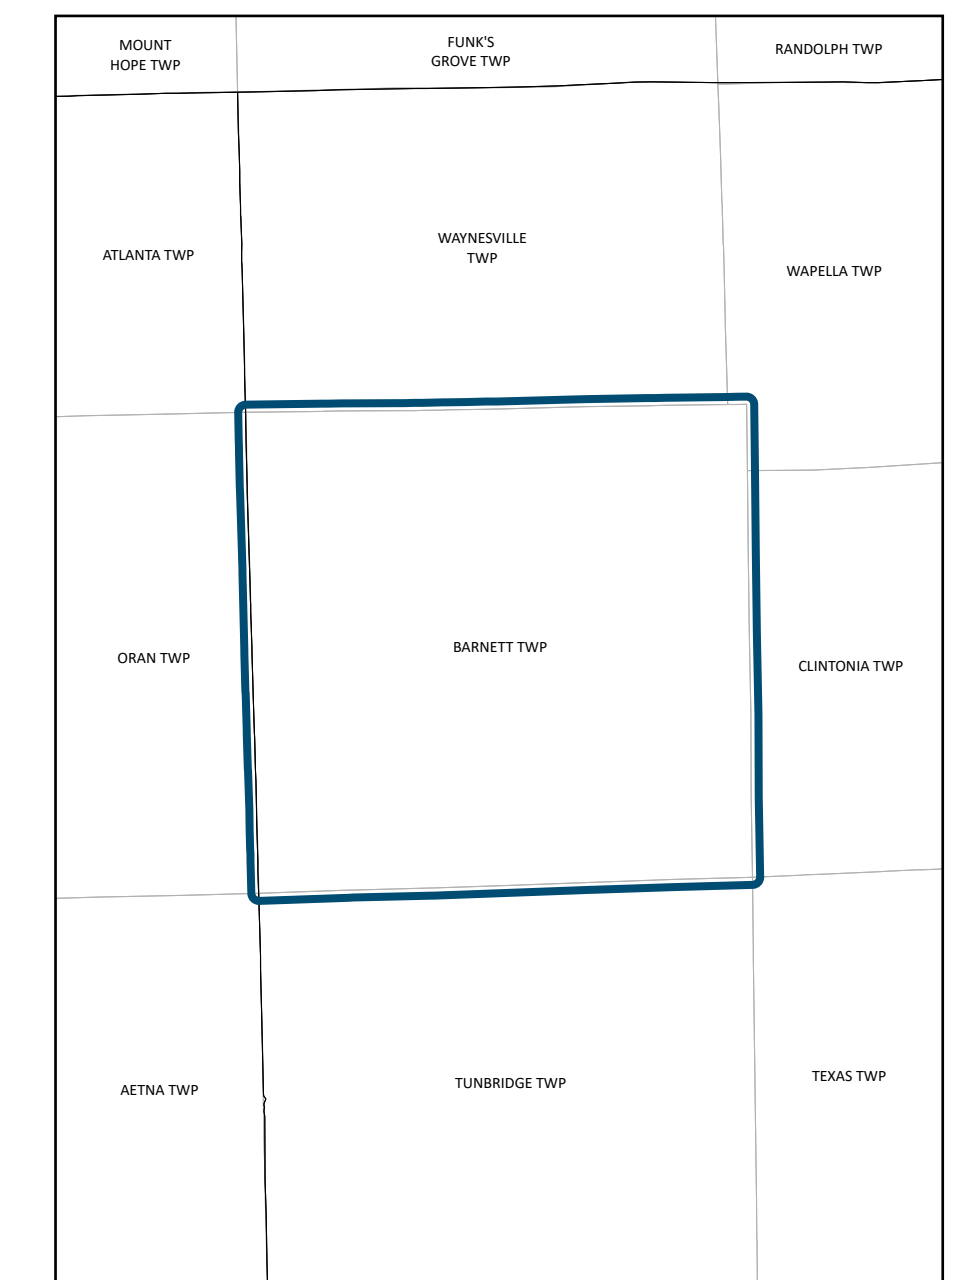 MOUNT
HOPE TWP
FUNK'S
GROVE TWP
RANDOLPH TWP
ATLANTA TWP
WAYNESVILLE
TWP
WAPELLA TWP
ORAN TWP
BARNETT TWP
CLINTONIA TWP
AETNA TWP
TUNBRIDGE TWP
TEXAS TWP